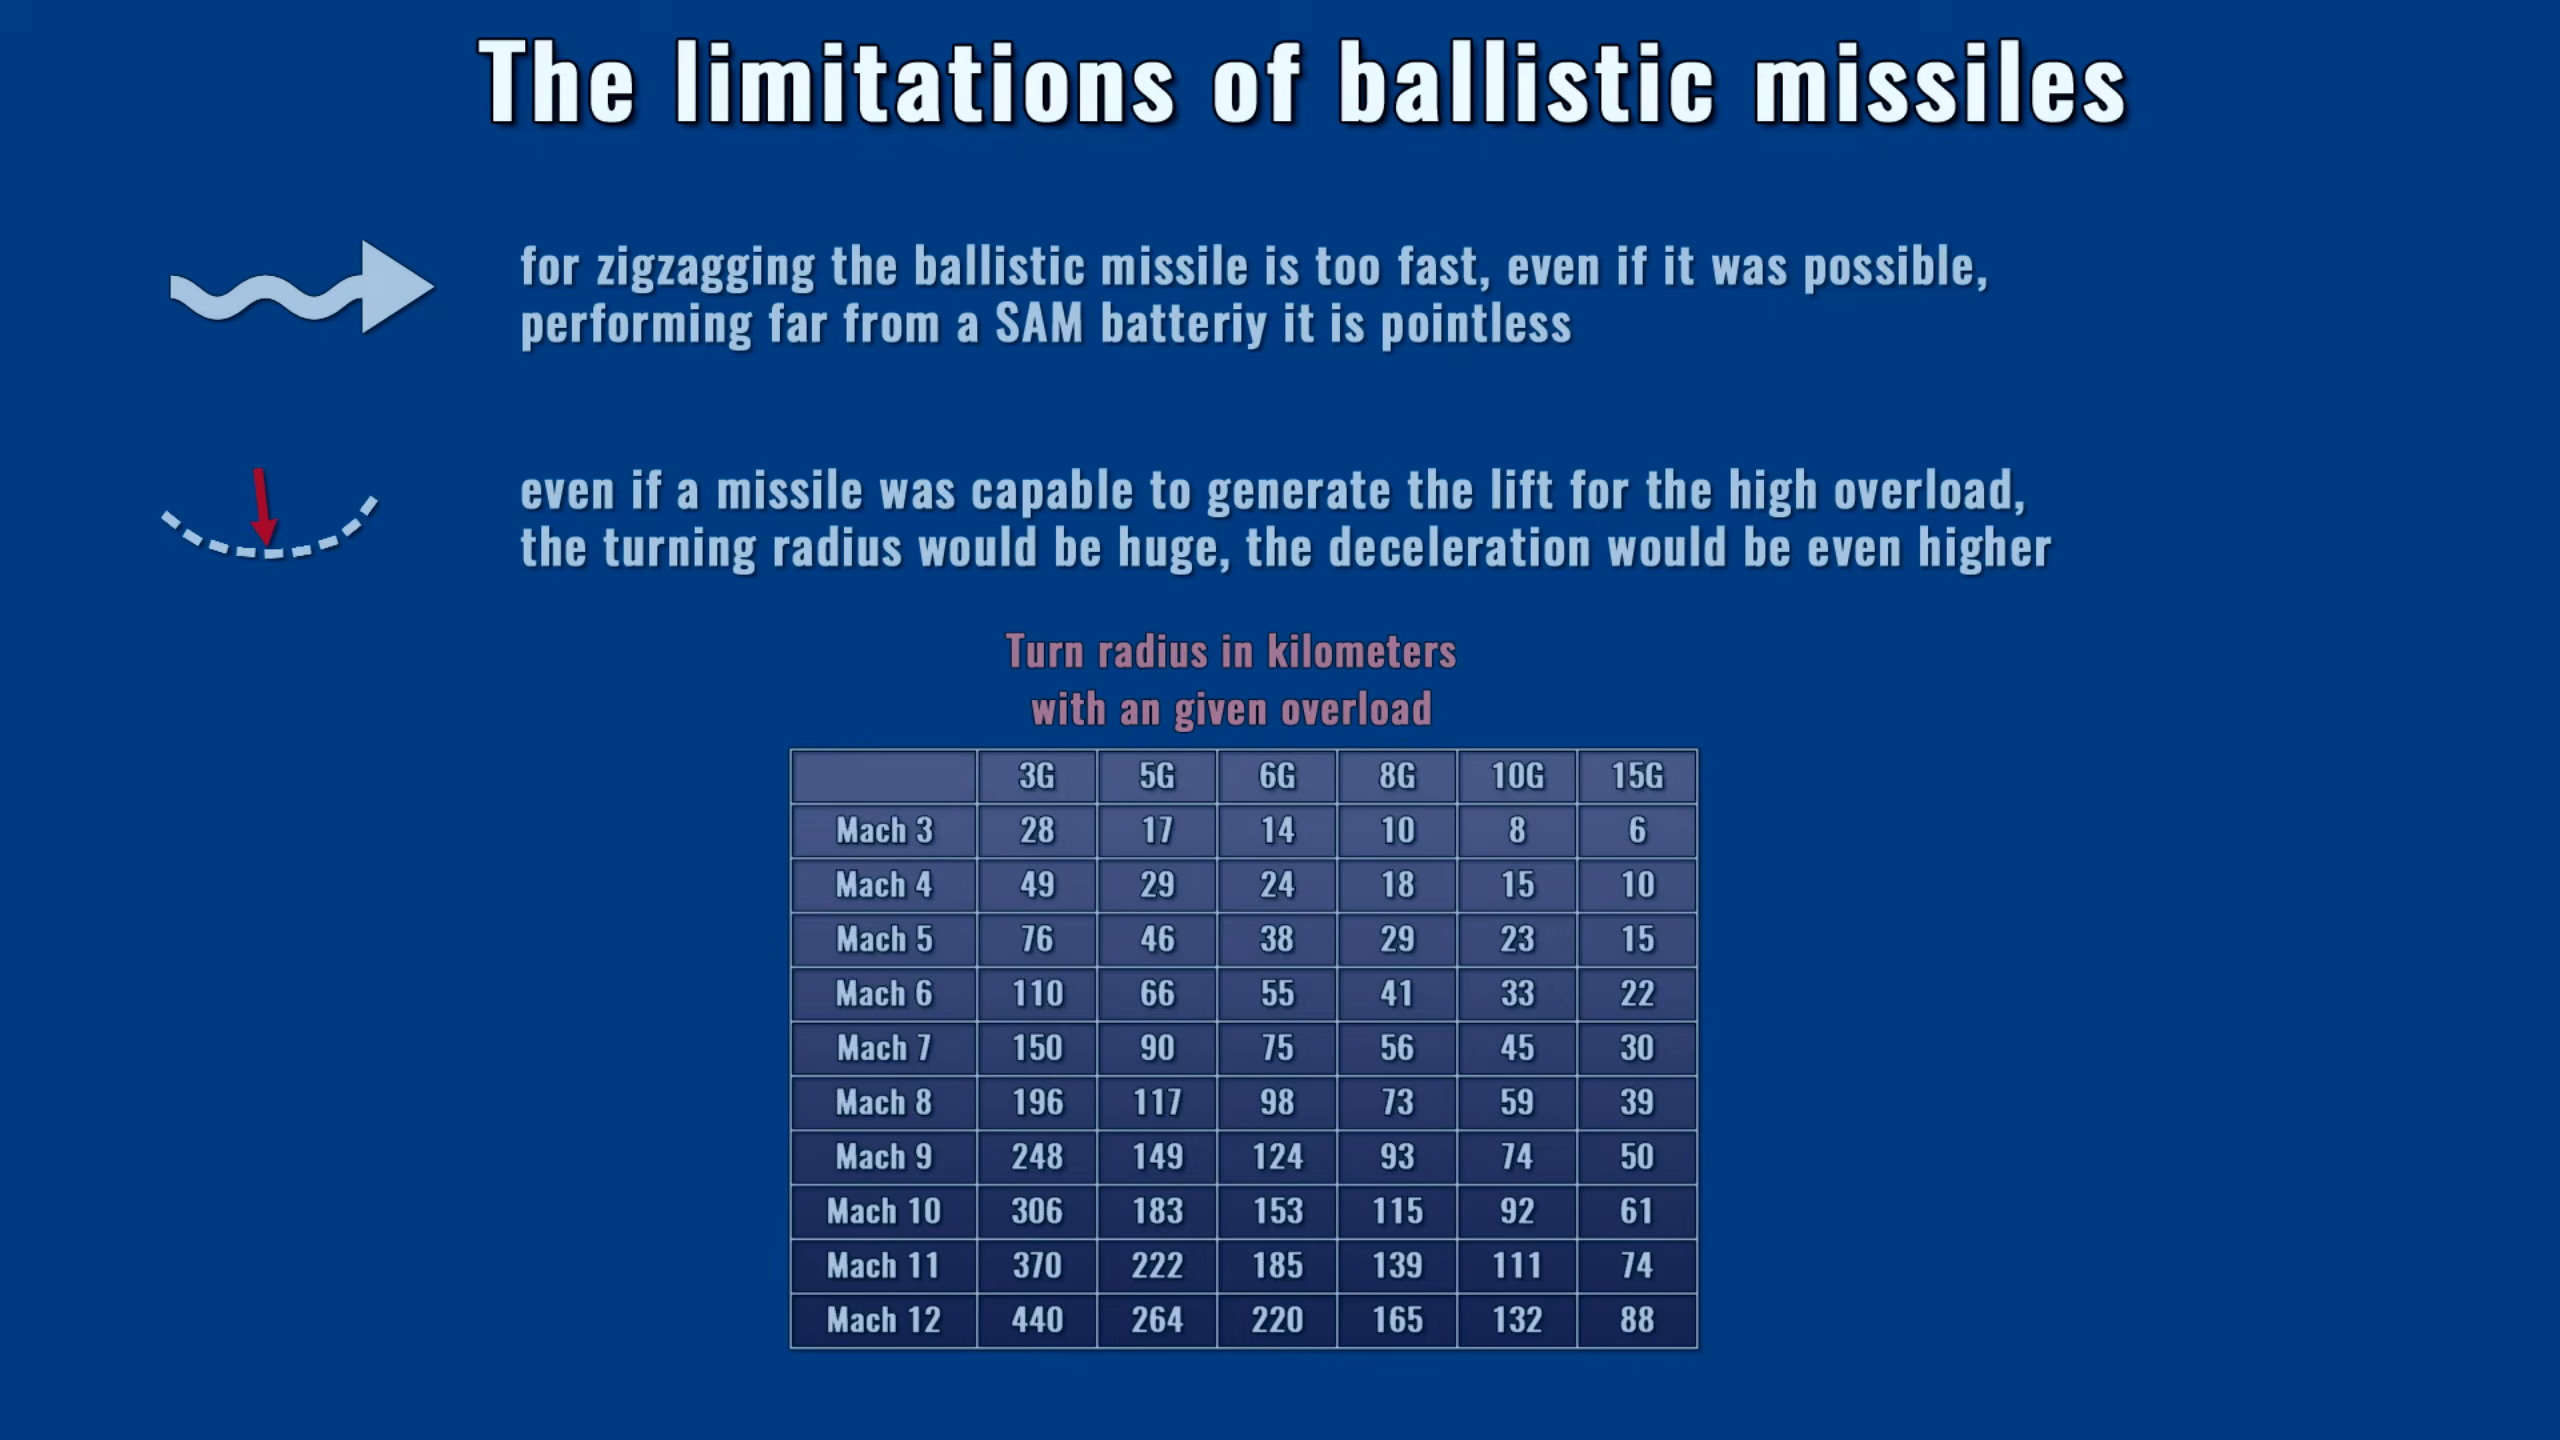 The limitations of ballistic missiles
for zigzagging the ballistic missile is too fast, even if it was possible,
performing far from a SAM batteriy it is pointless
even if a missile was capable to generate the lift for the high overload,
the turning radius would be huge, the deceleration would be even higher
Turn radius in kilometers
with an given overload
3G 5G 6G 8G 10G 15G
Mach 3 28 17 14 10 8 6
Mach 4 49 29 24 18 15 10
Mach 5 76 46 38 29 23 15
Mach 6 110 66 55 41 33 22
Mach 7 150 90 75 56 45 30
Mach 8 196 117 98 73 59 39
Mach 9 248 149 124 93 74 50
Mach 10 306 183 153 115 92 61
Mach 11 370 222 185 139 111 74
Mach 12 440 264 220 165 132 88